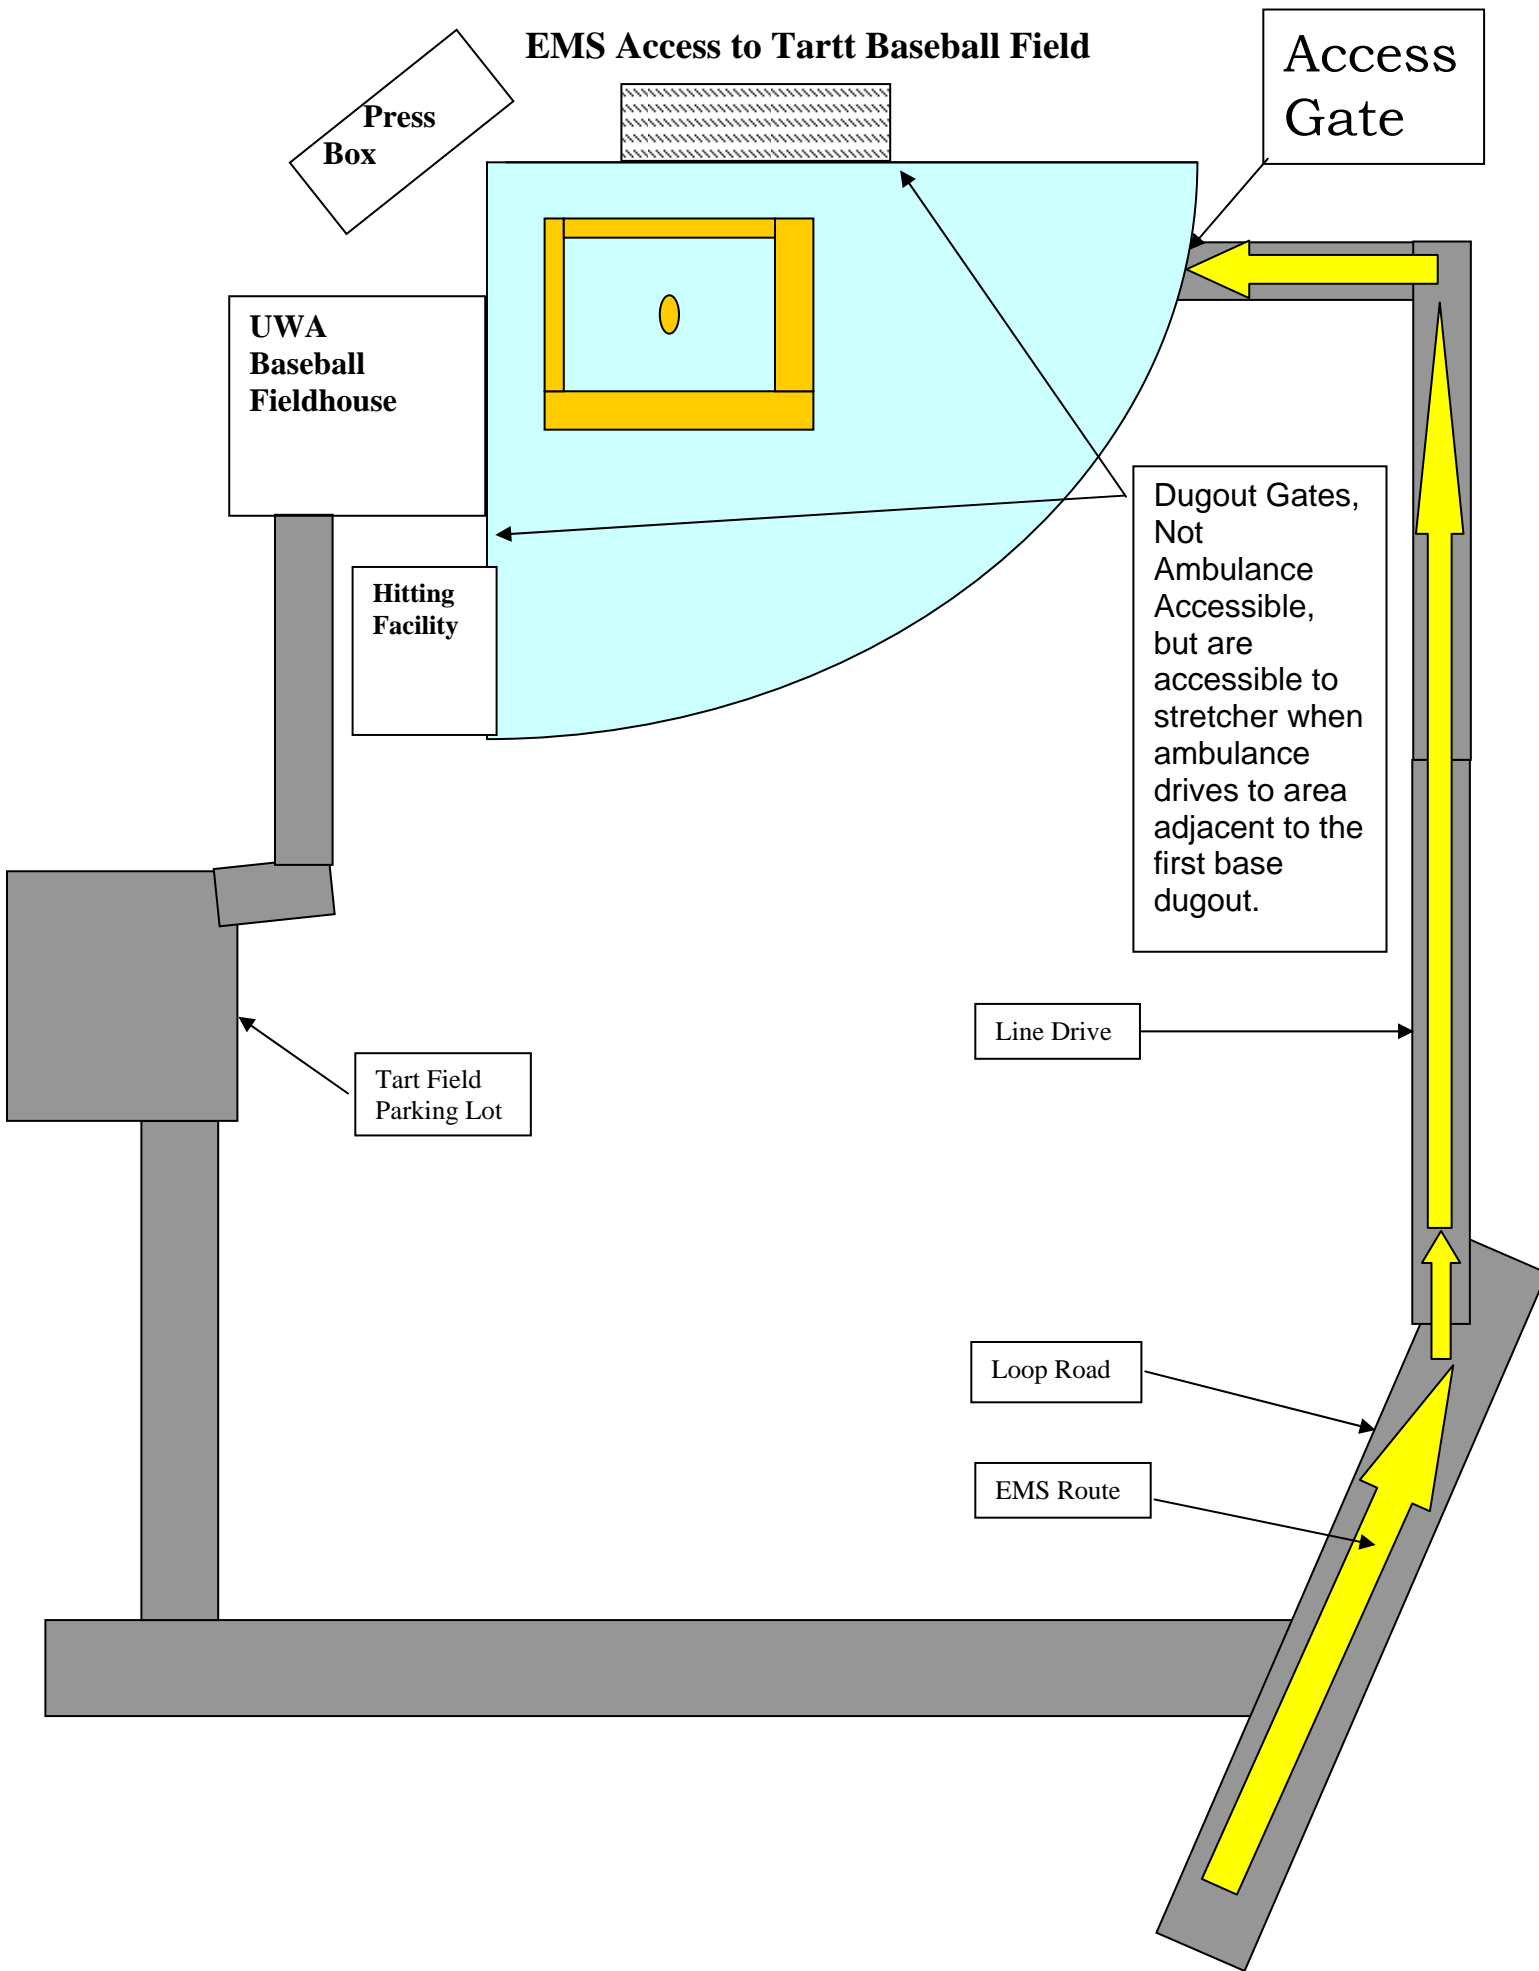 EMS Access to Tartt Baseball Field
Access
Gate
Press
Box
UWA
Baseball
Fieldhouse
Hitting
Facility
Dugout Gates,
Not
Ambulance
Accessible,
but are
accessible to
stretcher when
ambulance
drives to area
adjacent to the
first base
dugout.
Line Drive
Tart Field
Parking Lot
Loop Road
EMS Route